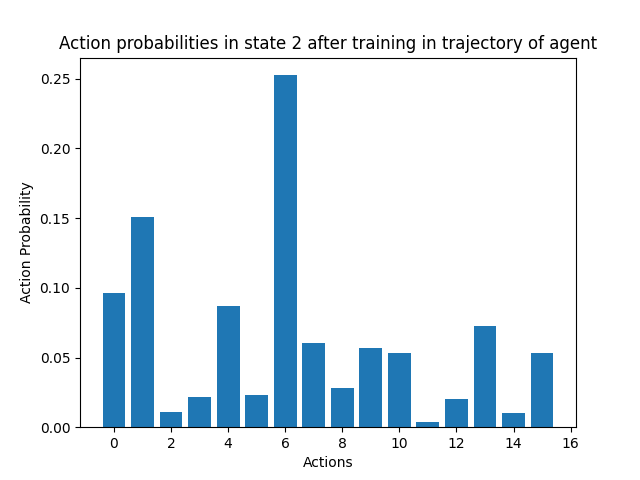 Action probabilities in state 2 after training in trajectory of agent
0.25
0.20
0.15
0.10
0.05
0.00
Action Probability
0 2 4 6 8 10 12 14 16
Actions